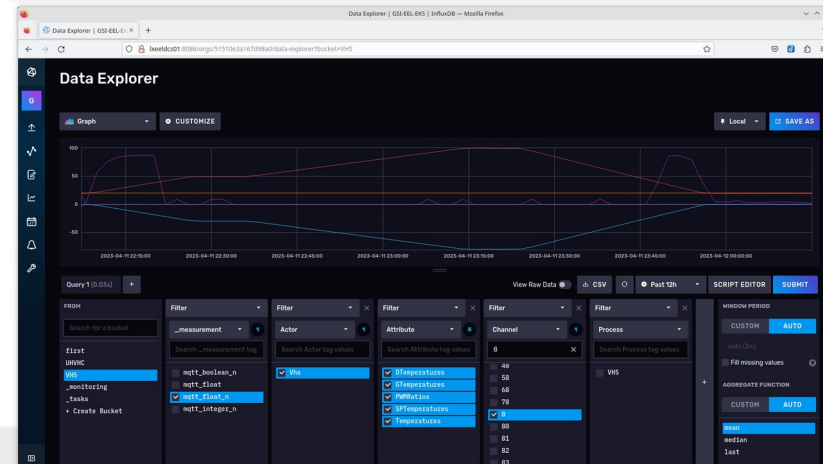 Data Explorer | GSI-EEL-EKS | InfluxDB — Mozilla Firefox
Data Explorer | GSI-EEL-E
lxeeldcs01:8086/orgs/51510e3a167d98a0/data-explorer?bucket=VHS
Data Explorer
G
Graph
CUSTOMIZE
Local
SAVE AS
100
50
0
-50
2023-04-11 22:15:00
2023-04-11 22:30:00
2023-04-11 22:45:00
2023-04-11 23:00:00
2023-04-11 23:15:00
2023-04-11 23:30:00
2023-04-11 23:45:00
2023-04-12 00:00:00
Query 1 (0.03s)
+
View Raw Data
CSV
Past 12h
SCRIPT EDITOR
SUBMIT
FROM
Search for a bucket
first
UHVHC
VHS
_monitoring
_tasks
+ Create Bucket
Filter
_measurement
1
Search _measurement tag
mqtt_boolean_n
mqtt_float
mqtt_float_n
mqtt_integer_n
Filter
Actor
1
Search Actor tag values
Vhs
Filter
Attribute
Search Attribute tag values
DTemperatures
GTemperatures
PWMRatios
SPTemperatures
Temperatures
Filter
Channel
1
8
48
58
68
78
8
80
81
82
83
Filter
Process
Search Process tag values
VHS
+
WINDOW PERIOD
CUSTOM
AUTO
auto (2m)
Fill missing values
AGGREGATE FUNCTION
CUSTOM
AUTO
mean
median
last